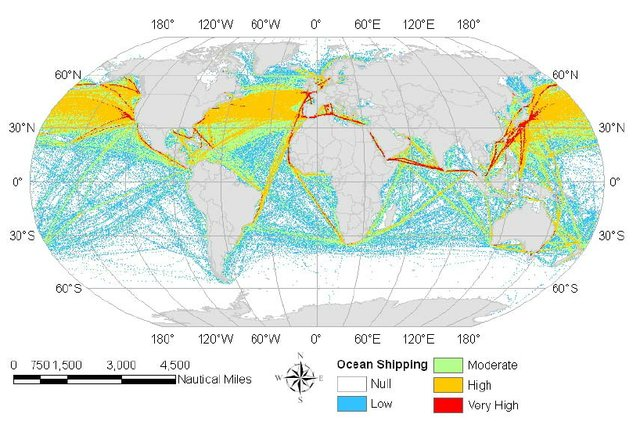 180° 120°W 60°W 0° 60°E 120°E 180°
60°N 60°N
30°N 30°N
0° 0°
30°S 30°S
60°S 60°S
180° 120°W 60°W 0° 60°E 120°E 180°
0 750 1,500 3,000 4,500
Nautical Miles
N
W E
S
Ocean Shipping
Null
Low
Moderate
High
Very High